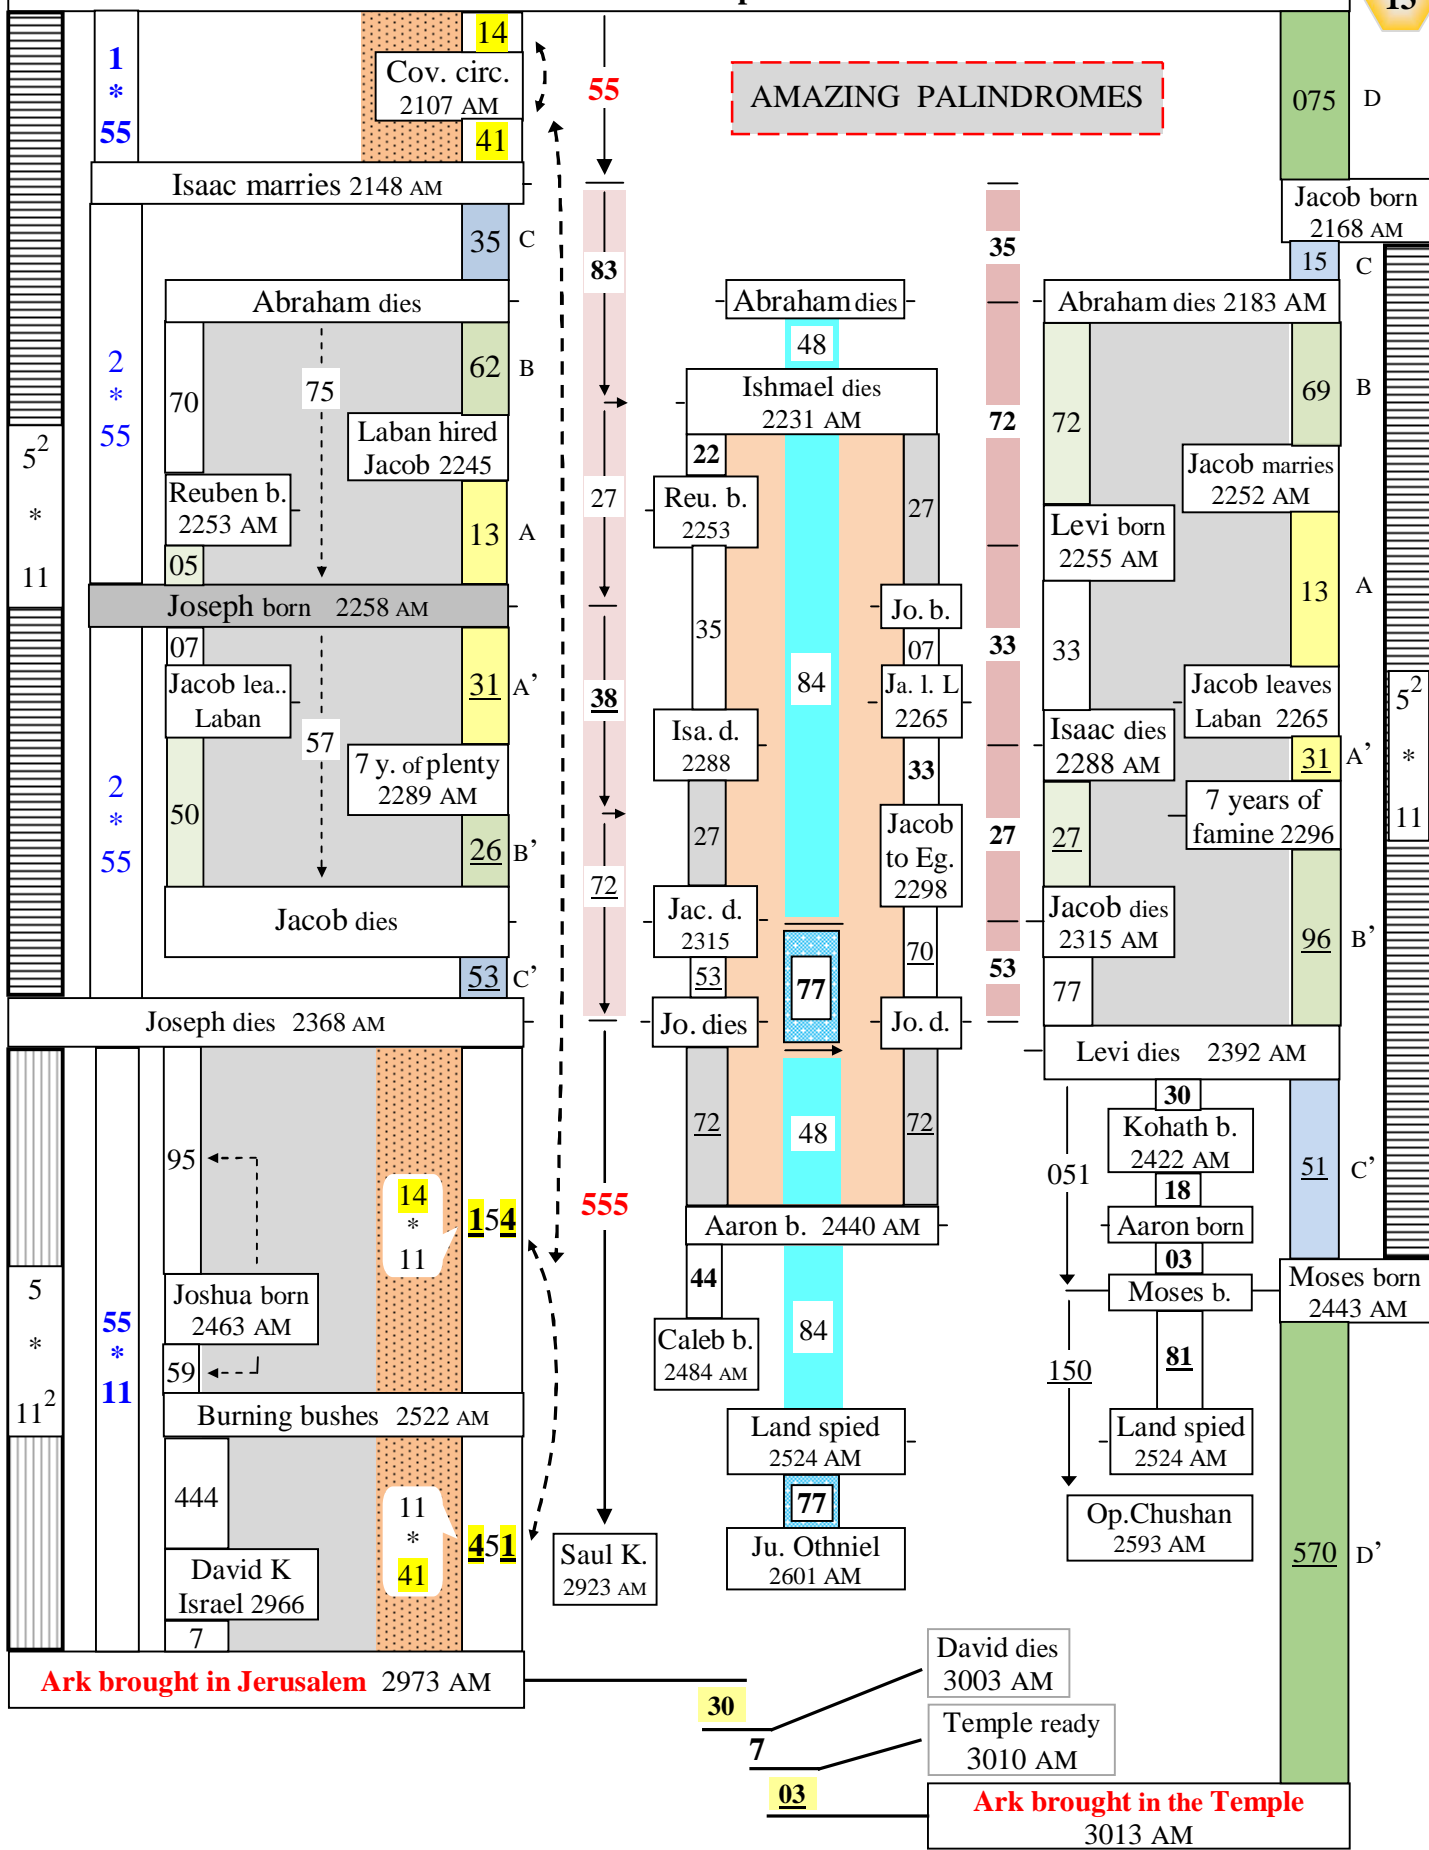 13
14
Cov. circ.
2107 AM
41
1
*
55
55
AMAZING PALINDROMES
075 D
Isaac marries 2148 AM
Jacob born
2168 AM
35 C
83
35
15 C
Abraham dies
Abraham dies
Abraham dies 2183 AM
2
*
55
70
75
62 B
48
Ishmael dies
2231 AM
72
72
69 B
Laban hired
Jacob 2245
5²
*
11
Reuben b.
2253 AM
13 A
05
27
22
Reu. b.
2253
27
Jacob marries
2252 AM
Levi born
2255 AM
13 A
Joseph born 2258 AM
Jo. b.
07
Jacob lea..
Laban
31 A’
38
35
84
07
Ja. l. L
2265
33
33
Jacob leaves
Laban 2265
5²
*
11
57
Isa. d.
2288
Isaac dies
2288 AM
31 A’
7 y. of plenty
2289 AM
2
*
55
50
26 B’
72
27
33
Jacob
to Eg.
2298
27
27
7 years of
famine 2296
Jacob dies
Jac. d.
2315
Jacob dies
2315 AM
96 B’
53 C’
53
77
70
53
77
Joseph dies 2368 AM
Jo. dies
Jo. d.
Levi dies 2392 AM
95
14
*
11
154
555
72
48
72
30
Kohath b.
2422 AM
051
18
51 C’
Aaron b. 2440 AM
Aaron born
03
Moses b.
Moses born
2443 AM
5
*
11²
55
*
11
Joshua born
2463 AM
59
44
Caleb b.
2484 AM
84
150
81
Burning bushes 2522 AM
Land spied
2524 AM
Land spied
2524 AM
444
11
*
41
451
77
Op.Chushan
2593 AM
David K
Israel 2966
7
Saul K.
2923 AM
Ju. Othniel
2601 AM
570 D’
Ark brought in Jerusalem 2973 AM
30
David dies
3003 AM
7
Temple ready
3010 AM
03
Ark brought in the Temple
3013 AM